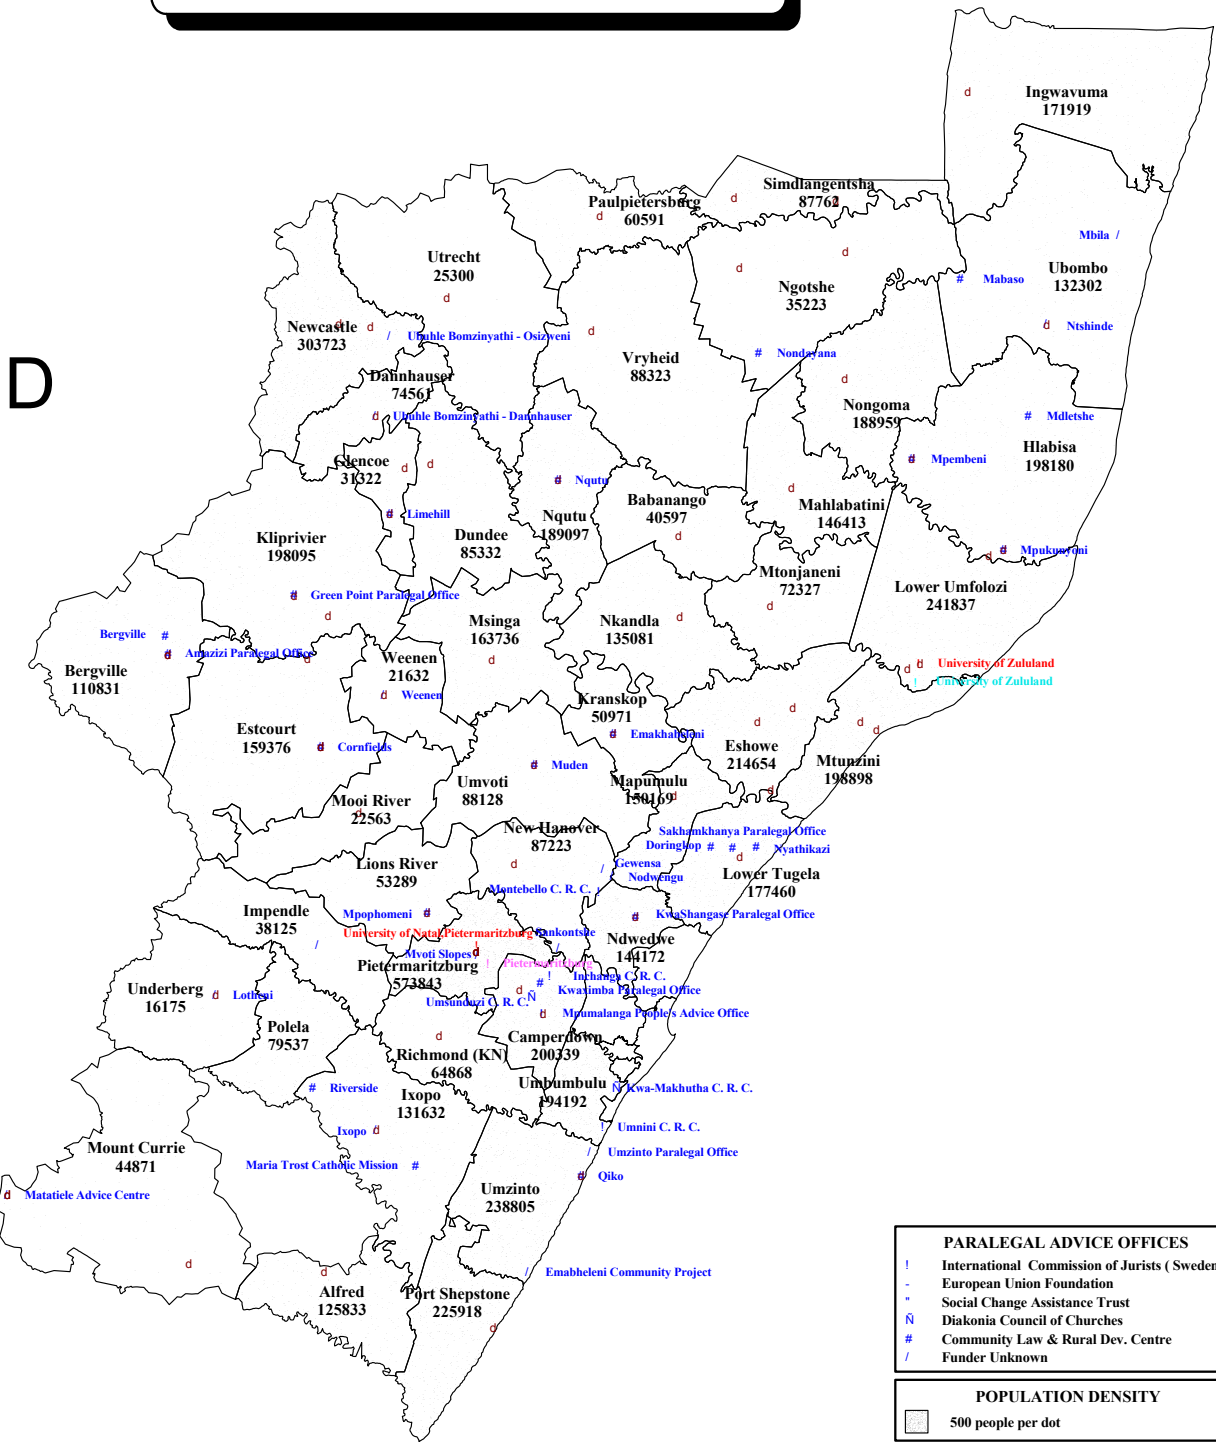 Ingwavuma
171919
Simdlangentsha
87762
Paulpietersburg
60591
Mbila /
Utrecht
25300
Ubombo
132302
Ngotshe
35223
# Mabaso
Newcastle
303723
Ntshinde
/ Ubuhle Bomzinyathi - Osizweni
Vryheid
88323
# Nondayana
D
Dannhauser
74561
Ubuhle Bomzinyathi - Dannhauser
Nongoma
188959
# Mdletshe
Hlabisa
198180
Glencoe
31322
# Mpembeni
# Nqutu
Babanango
40597
Mahlabatini
146413
# Limehill
Nqutu
189097
Kliprivier
198095
Dundee
85332
# Mpukunyoni
Mtonjaneni
72327
Lower Umfolozi
241837
# Green Point Paralegal Office
Msinga
163736
Nkandla
135081
Bergville #
# Amazizi Paralegal Office
Bergville
110831
Weenen
21632
University of Zululand
! University of Zululand
Weenen
Kranskop
50971
Estcourt
159376
# Cornfields
# Emakhabeleni
Eshowe
214654
Mtunzini
198898
# Muden
Umvoti
88128
Mapumulo
150169
Mooi River
22563
New Hanover
87223
Sakhamkhanya Paralegal Office
Doringkop # # # Nyathikazi
Lions River
53289
/ Gewensa
Nodwengu
Lower Tugela
177460
Montebello C. R. C.
Impendle
38125
Mpophomeni #
# KwaShangase Paralegal Office
University of Natal,Pietermaritzburg
Sankontshe
Ndwedwe
144172
Mvoti Slopes
! Pietermaritzburg
Pietermaritzburg
573843
! Inchanga C. R. C.
# Kwaximba Paralegal Office
Underberg
16175
Lotheni
Umsunduzi C. R. C. Ñ
Mpumalanga People's Advice Office
Polela
79537
Camperdown
200339
Richmond (KN)
64868
Umbumbulu
194192
# Riverside
Ixopo
131632
Ñ Kwa-Makhutha C. R. C.
Ixopo
! Umnini C. R. C.
Mount Currie
44871
/ Umzinto Paralegal Office
Maria Trost Catholic Mission #
# Qiko
Matatiele Advice Centre
Umzinto
238805
/ Emabheleni Community Project
Alfred
125833
Port Shepstone
225918
PARALEGAL ADVICE OFFICES
! International Commission of Jurists ( Sweden
- European Union Foundation
" Social Change Assistance Trust
Ñ Diakonia Council of Churches
# Community Law & Rural Dev. Centre
/ Funder Unknown
POPULATION DENSITY
500 people per dot